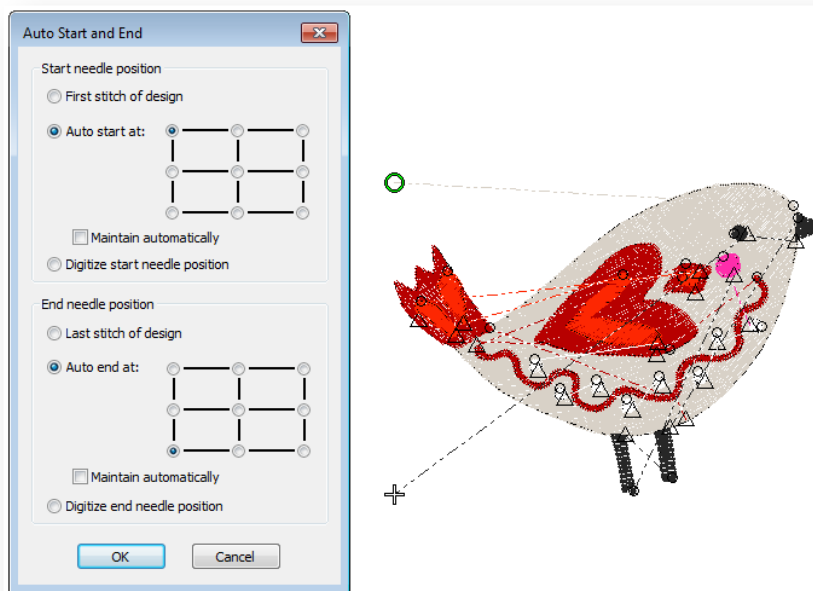 Auto Start and End
Start needle position
First stitch of design
Auto start at:
Maintain automatically
Digitize start needle position
End needle position
Last stitch of design
Auto end at:
Maintain automatically
Digitize end needle position
OK
Cancel